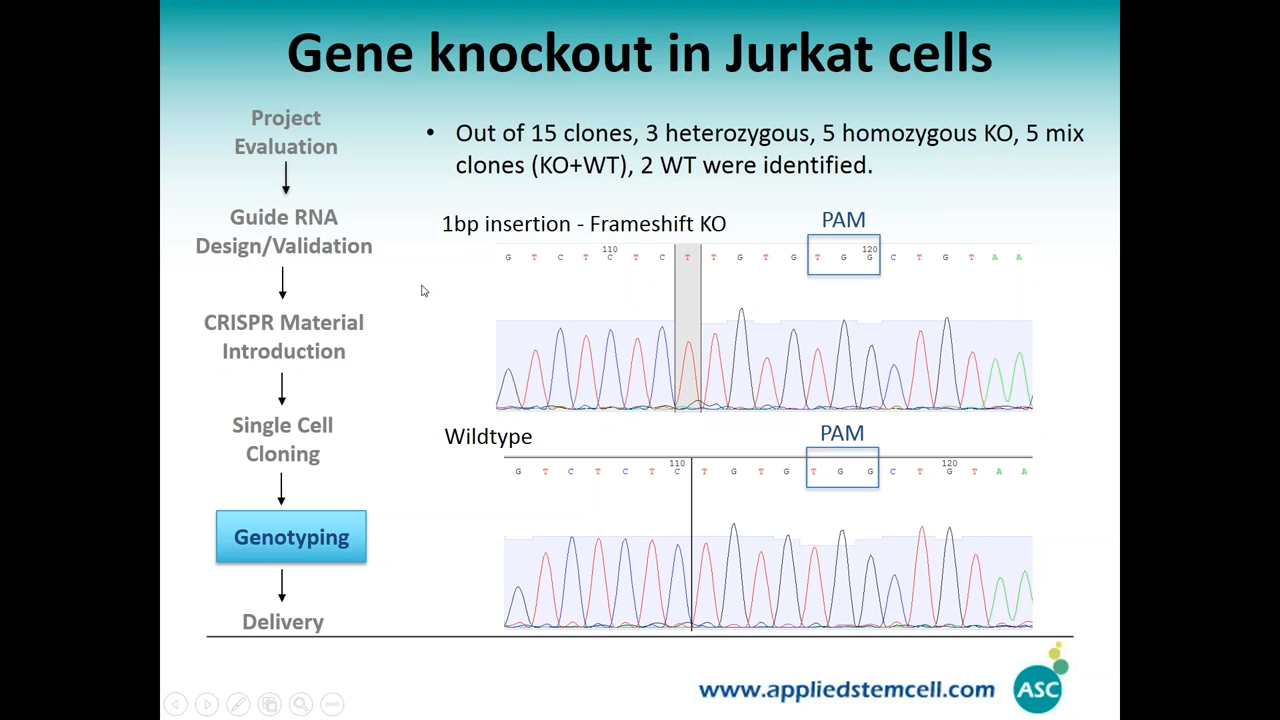 Gene knockout in Jurkat cells
Project
Evaluation
Guide RNA
Design/Validation
CRISPR Material
Introduction
Single Cell
Cloning
Genotyping
Delivery
• Out of 15 clones, 3 heterozygous, 5 homozygous KO, 5 mix
clones (KO+WT), 2 WT were identified.
1bp insertion - Frameshift KO
PAM
110 120
G T C T C T C T T G T G T G G C T G T A A
Wildtype
PAM
110 120
G T C T C T C T G T G T G G C T G T A A
www.appliedstemcell.com
ASC